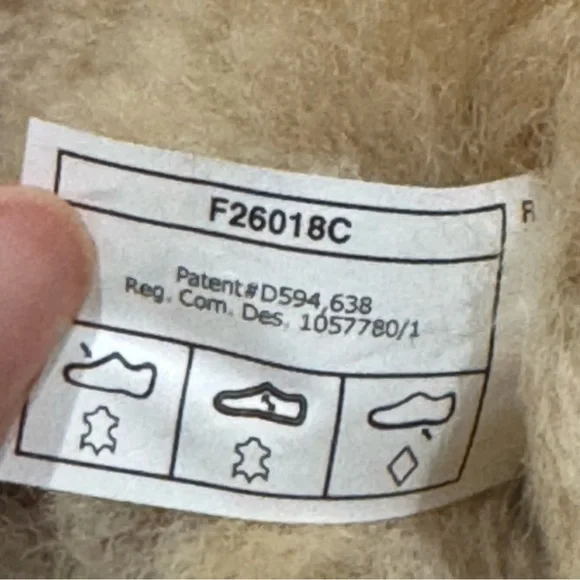 F26018C
R
Patent#D594,638
Reg. Com. Des. 1057780/1